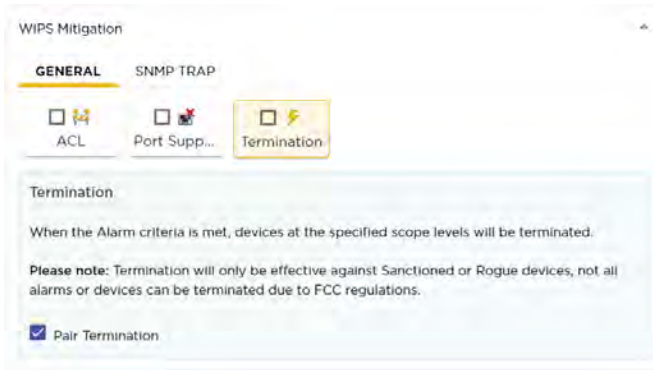 WIPS Mitigation
GENERAL SNMP TRAP
ACL Port Supp... Termination
Termination
When the Alarm criteria is met, devices at the specified scope levels will be terminated.
Please note: Termination will only be effective against Sanctioned or Rogue devices, not all
alarms or devices can be terminated due to FCC regulations.
Pair Termination